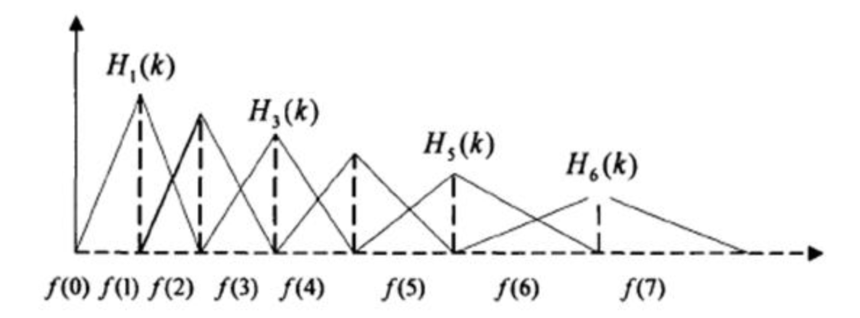 H₁(k)
H₃(k)
H₅(k)
H₆(k)
f(0) f(1) f(2) f(3) f(4) f(5) f(6) f(7)